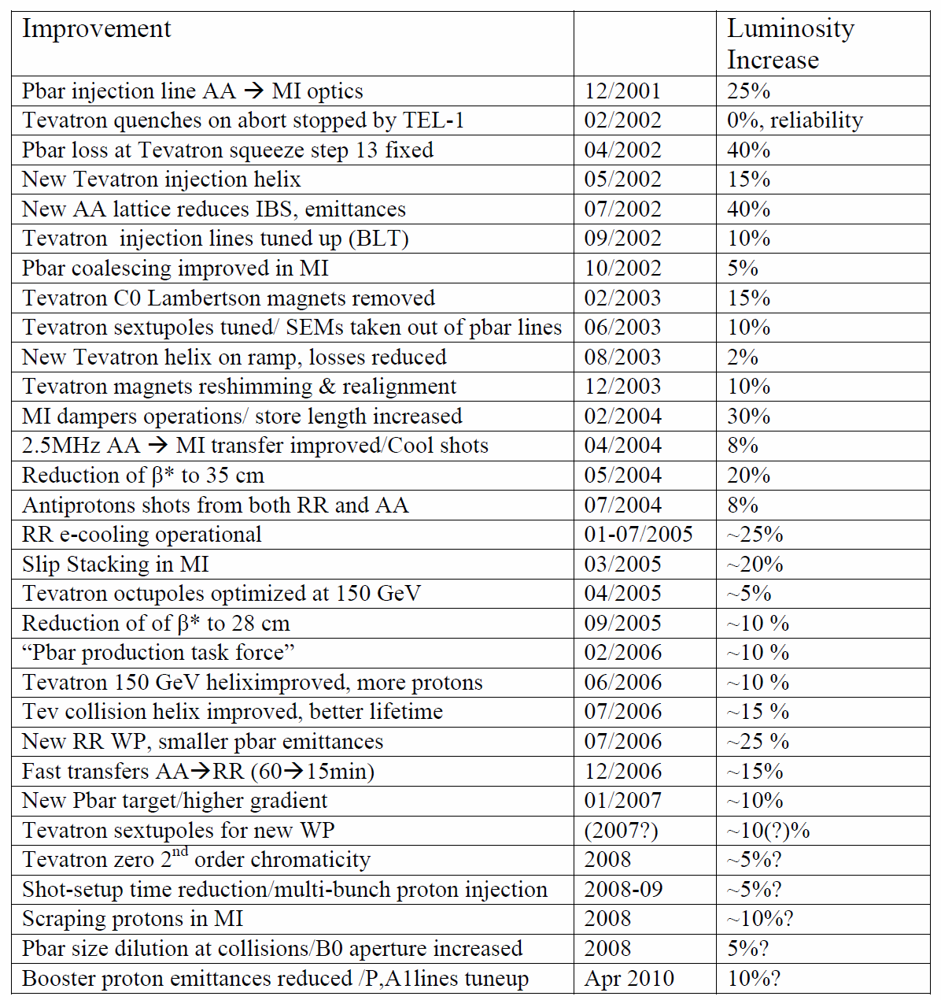 Improvement Luminosity
Increase
Pbar injection line AA → MI optics 12/2001 25%
Tevatron quenches on abort stopped by TEL-1 02/2002 0%, reliability
Pbar loss at Tevatron squeeze step 13 fixed 04/2002 40%
New Tevatron injection helix 05/2002 15%
New AA lattice reduces IBS, emittances 07/2002 40%
Tevatron injection lines tuned up (BLT) 09/2002 10%
Pbar coalescing improved in MI 10/2002 5%
Tevatron C0 Lambertson magnets removed 02/2003 15%
Tevatron sextupoles tuned/ SEMs taken out of pbar lines 06/2003 10%
New Tevatron helix on ramp, losses reduced 08/2003 2%
Tevatron magnets reshimming & realignment 12/2003 10%
MI dampers operations/ store length increased 02/2004 30%
2.5MHz AA → MI transfer improved/Cool shots 04/2004 8%
Reduction of β* to 35 cm 05/2004 20%
Antiprotons shots from both RR and AA 07/2004 8%
RR e-cooling operational 01-07/2005 ~25%
Slip Stacking in MI 03/2005 ~20%
Tevatron octupoles optimized at 150 GeV 04/2005 ~5%
Reduction of of β* to 28 cm 09/2005 ~10 %
“Pbar production task force” 02/2006 ~10 %
Tevatron 150 GeV heliximproved, more protons 06/2006 ~10 %
Tev collision helix improved, better lifetime 07/2006 ~15 %
New RR WP, smaller pbar emittances 07/2006 ~25 %
Fast transfers AA→RR (60→15min) 12/2006 ~15%
New Pbar target/higher gradient 01/2007 ~10%
Tevatron sextupoles for new WP (2007?) ~10(?)%
Tevatron zero 2nd order chromaticity 2008 ~5%?
Shot-setup time reduction/multi-bunch proton injection 2008-09 ~5%?
Scraping protons in MI 2008 ~10%?
Pbar size dilution at collisions/B0 aperture increased 2008 5%?
Booster proton emittances reduced /P,A1lines tuneup Apr 2010 10%?